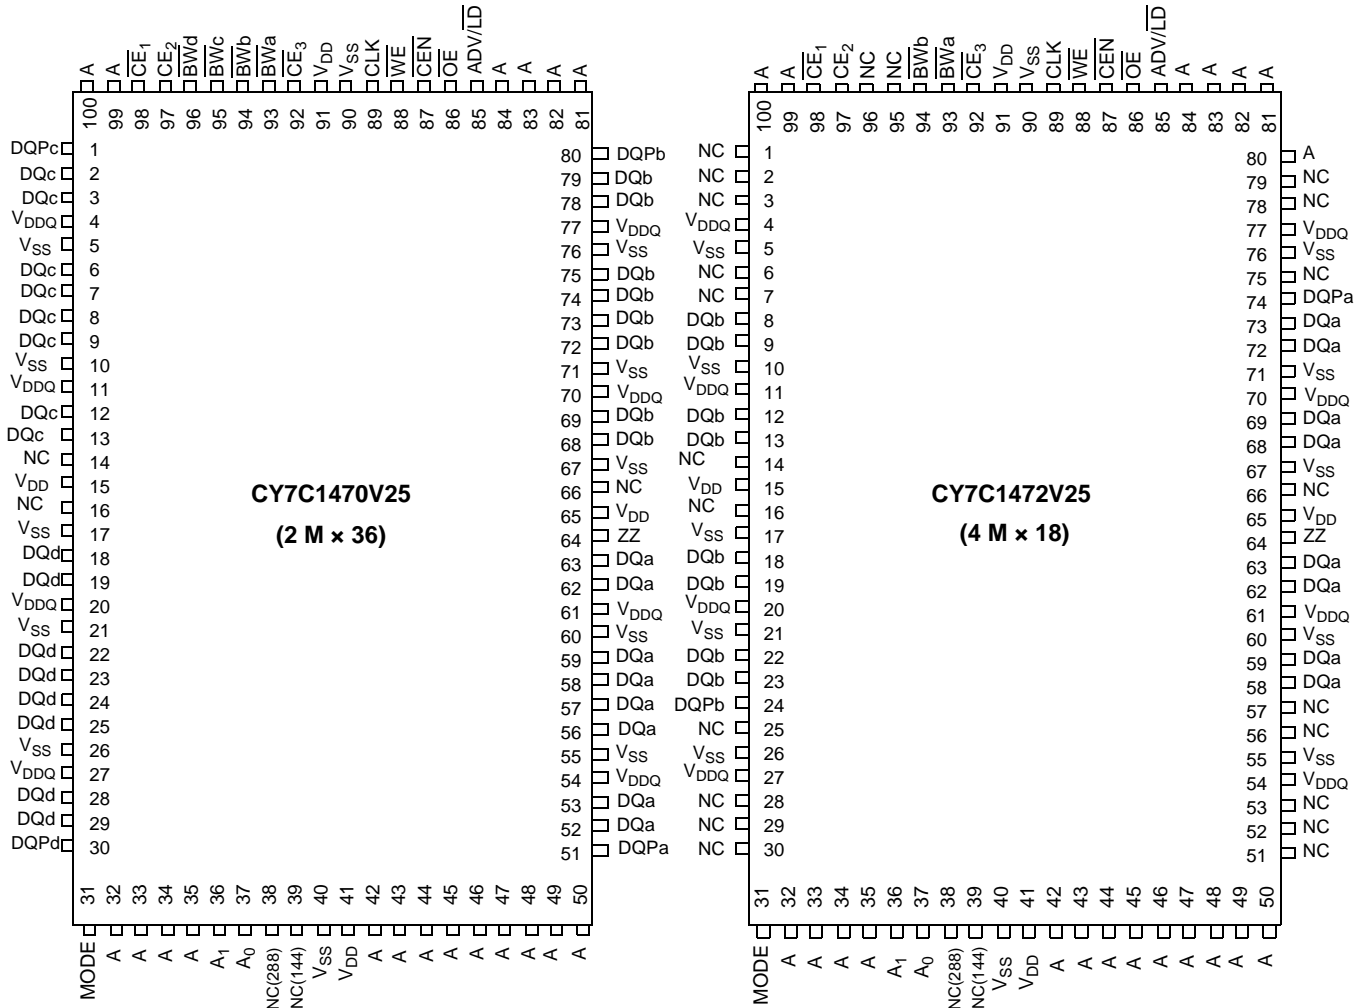 A A CE1 CE2 BWd BWc BWb BWa CE3 VDD VSS CLK WE CEN OE ADV/LD A A A A
100 99 98 97 96 95 94 93 92 91 90 89 88 87 86 85 84 83 82 81
DQPc 1
DQc 2
DQc 3
VDDQ 4
VSS 5
DQc 6
DQc 7
DQc 8
DQc 9
VSS 10
VDDQ 11
DQc 12
DQc 13
NC 14
VDD 15
NC 16
VSS 17
DQd 18
DQd 19
VDDQ 20
VSS 21
DQd 22
DQd 23
DQd 24
DQd 25
VSS 26
VDDQ 27
DQd 28
DQd 29
DQPd 30
CY7C1470V25
(2 M × 36)
80 DQPb
79 DQb
78 DQb
77 VDDQ
76 VSS
75 DQb
74 DQb
73 DQb
72 DQb
71 VSS
70 VDDQ
69 DQb
68 DQb
67 VSS
66 NC
65 VDD
64 ZZ
63 DQa
62 DQa
61 VDDQ
60 VSS
59 DQa
58 DQa
57 DQa
56 DQa
55 VSS
54 VDDQ
53 DQa
52 DQa
51 DQPa
31 32 33 34 35 36 37 38 39 40 41 42 43 44 45 46 47 48 49 50
MODE A A A A A1 A0 NC(288) NC(144) VSS VDD A A A A A A A A A
A A CE1 CE2 NC NC BWb BWa CE3 VDD VSS CLK WE CEN OE ADV/LD A A A A
100 99 98 97 96 95 94 93 92 91 90 89 88 87 86 85 84 83 82 81
NC 1
NC 2
NC 3
VDDQ 4
VSS 5
NC 6
NC 7
DQb 8
DQb 9
VSS 10
VDDQ 11
DQb 12
DQb 13
NC 14
VDD 15
NC 16
VSS 17
DQb 18
DQb 19
VDDQ 20
VSS 21
DQb 22
DQb 23
DQPb 24
NC 25
VSS 26
VDDQ 27
NC 28
NC 29
NC 30
CY7C1472V25
(4 M × 18)
80 A
79 NC
78 NC
77 VDDQ
76 VSS
75 NC
74 DQPa
73 DQa
72 DQa
71 VSS
70 VDDQ
69 DQa
68 DQa
67 VSS
66 NC
65 VDD
64 ZZ
63 DQa
62 DQa
61 VDDQ
60 VSS
59 DQa
58 DQa
57 NC
56 NC
55 VSS
54 VDDQ
53 NC
52 NC
51 NC
31 32 33 34 35 36 37 38 39 40 41 42 43 44 45 46 47 48 49 50
MODE A A A A A1 A0 NC(288) NC(144) VSS VDD A A A A A A A A A